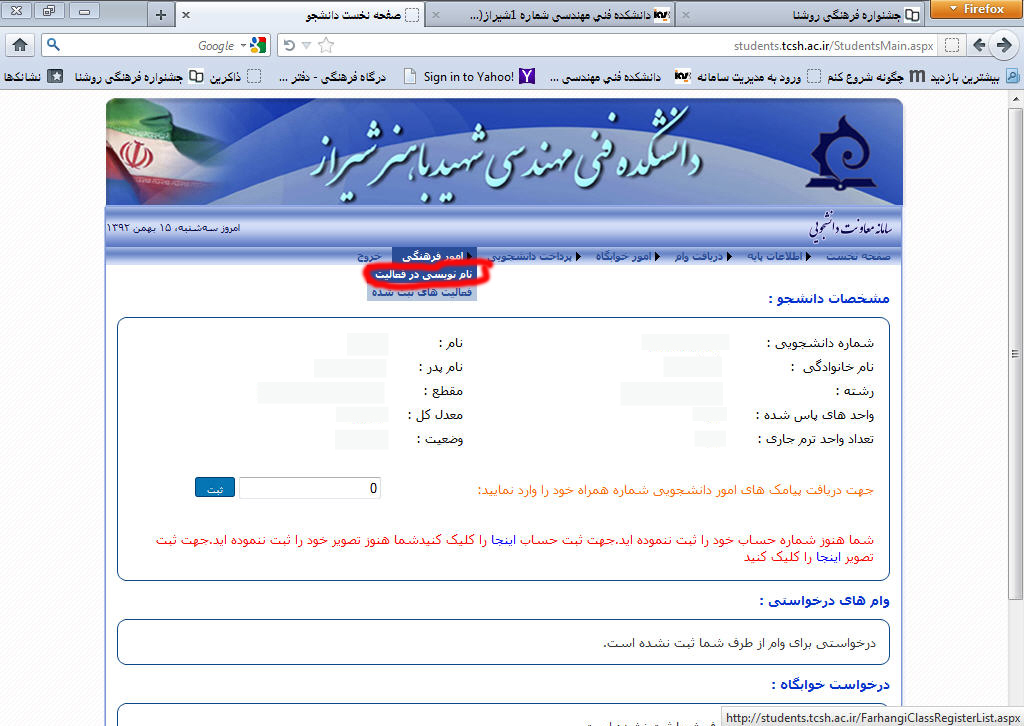 Firefox
جشنواره فرهنگی روشنا
دانشکده فني مهندسي شماره 1شيراز(...
صفحه نخست دانشجو
students.tcsh.ac.ir/StudentsMain.aspx
Google
بیشترین بازدید
چگونه شروع کنم
ورود به مدیریت سامانه
دانشکده فني مهندسي ...
Sign in to Yahoo!
درگاه فرهنگی - دفتر ...
ذاکرین
جشنواره فرهنگی روشنا
نشانکها
دانشکده فنی مهندسی شهید باهنر شیراز
سامانه معاونت دانشجویی
امروز سه‌شنبه، ۱۵ بهمن ۱۳۹۲
صفحه نخست
اطلاعات پایه
دریافت وام
امور خوابگاه
پرداخت دانشجویی
امور فرهنگی
خروج
نام نویسی در فعالیت
فعالیت های ثبت شده
مشخصات دانشجو :
شماره دانشجویی :
نام :
نام خانوادگی :
نام پدر :
رشته :
مقطع :
واحد های پاس شده :
معدل کل :
تعداد واحد ترم جاری :
وضعیت :
جهت دریافت پیامک های امور دانشجویی شماره همراه خود را وارد نمایید:
0
ثبت
شما هنوز شماره حساب خود را ثبت ننموده اید.جهت ثبت حساب اینجا را کلیک کنیدشما هنوز تصویر خود را ثبت ننموده اید.جهت ثبت
تصویر اینجا را کلیک کنید
وام های درخواستی :
درخواستی برای وام از طرف شما ثبت نشده است.
درخواست خوابگاه :
http://students.tcsh.ac.ir/FarhangiClassRegisterList.aspx